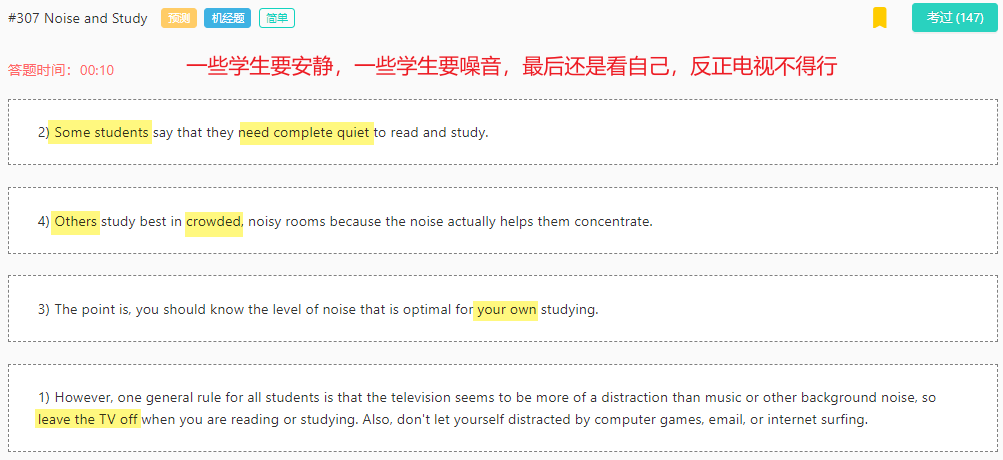 #307 Noise and Study 预测 机经题 简单 考过 (147)
答题时间：00:10 一些学生要安静，一些学生要噪音，最后还是看自己，反正电视不得行
2) Some students say that they need complete quiet to read and study.
4) Others study best in crowded, noisy rooms because the noise actually helps them concentrate.
3) The point is, you should know the level of noise that is optimal for your own studying.
1) However, one general rule for all students is that the television seems to be more of a distraction than music or other background noise, so
leave the TV off when you are reading or studying. Also, don't let yourself distracted by computer games, email, or internet surfing.